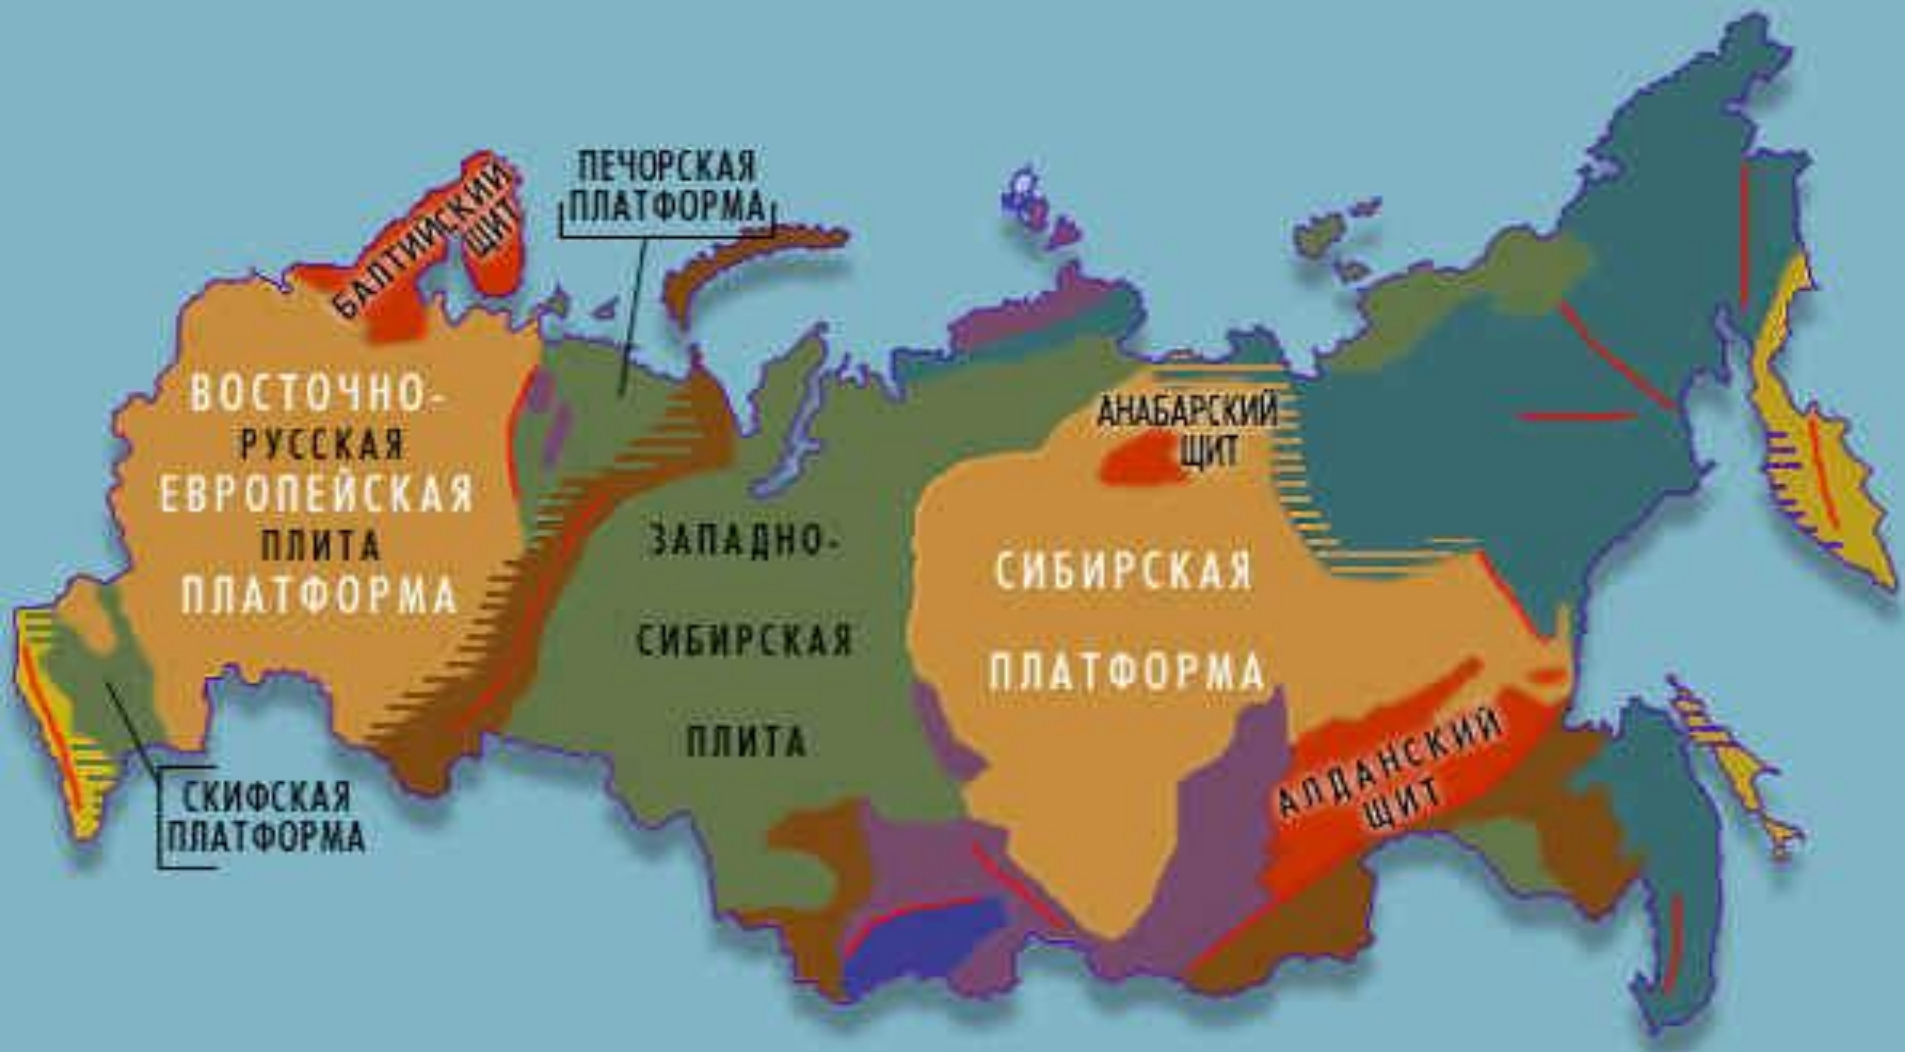 ПЕЧОРСКАЯ
ПЛАТФОРМА
БАЛТИЙСКИЙ
ЩИТ
ВОСТОЧНО-
РУССКАЯ
ЕВРОПЕЙСКАЯ
ПЛИТА
ПЛАТФОРМА
АНАБАРСКИЙ
ЩИТ
ЗАПАДНО-
СИБИРСКАЯ
ПЛИТА
СИБИРСКАЯ
ПЛАТФОРМА
АЛДАНСКИЙ
ЩИТ
СКИФСКАЯ
ПЛАТФОРМА